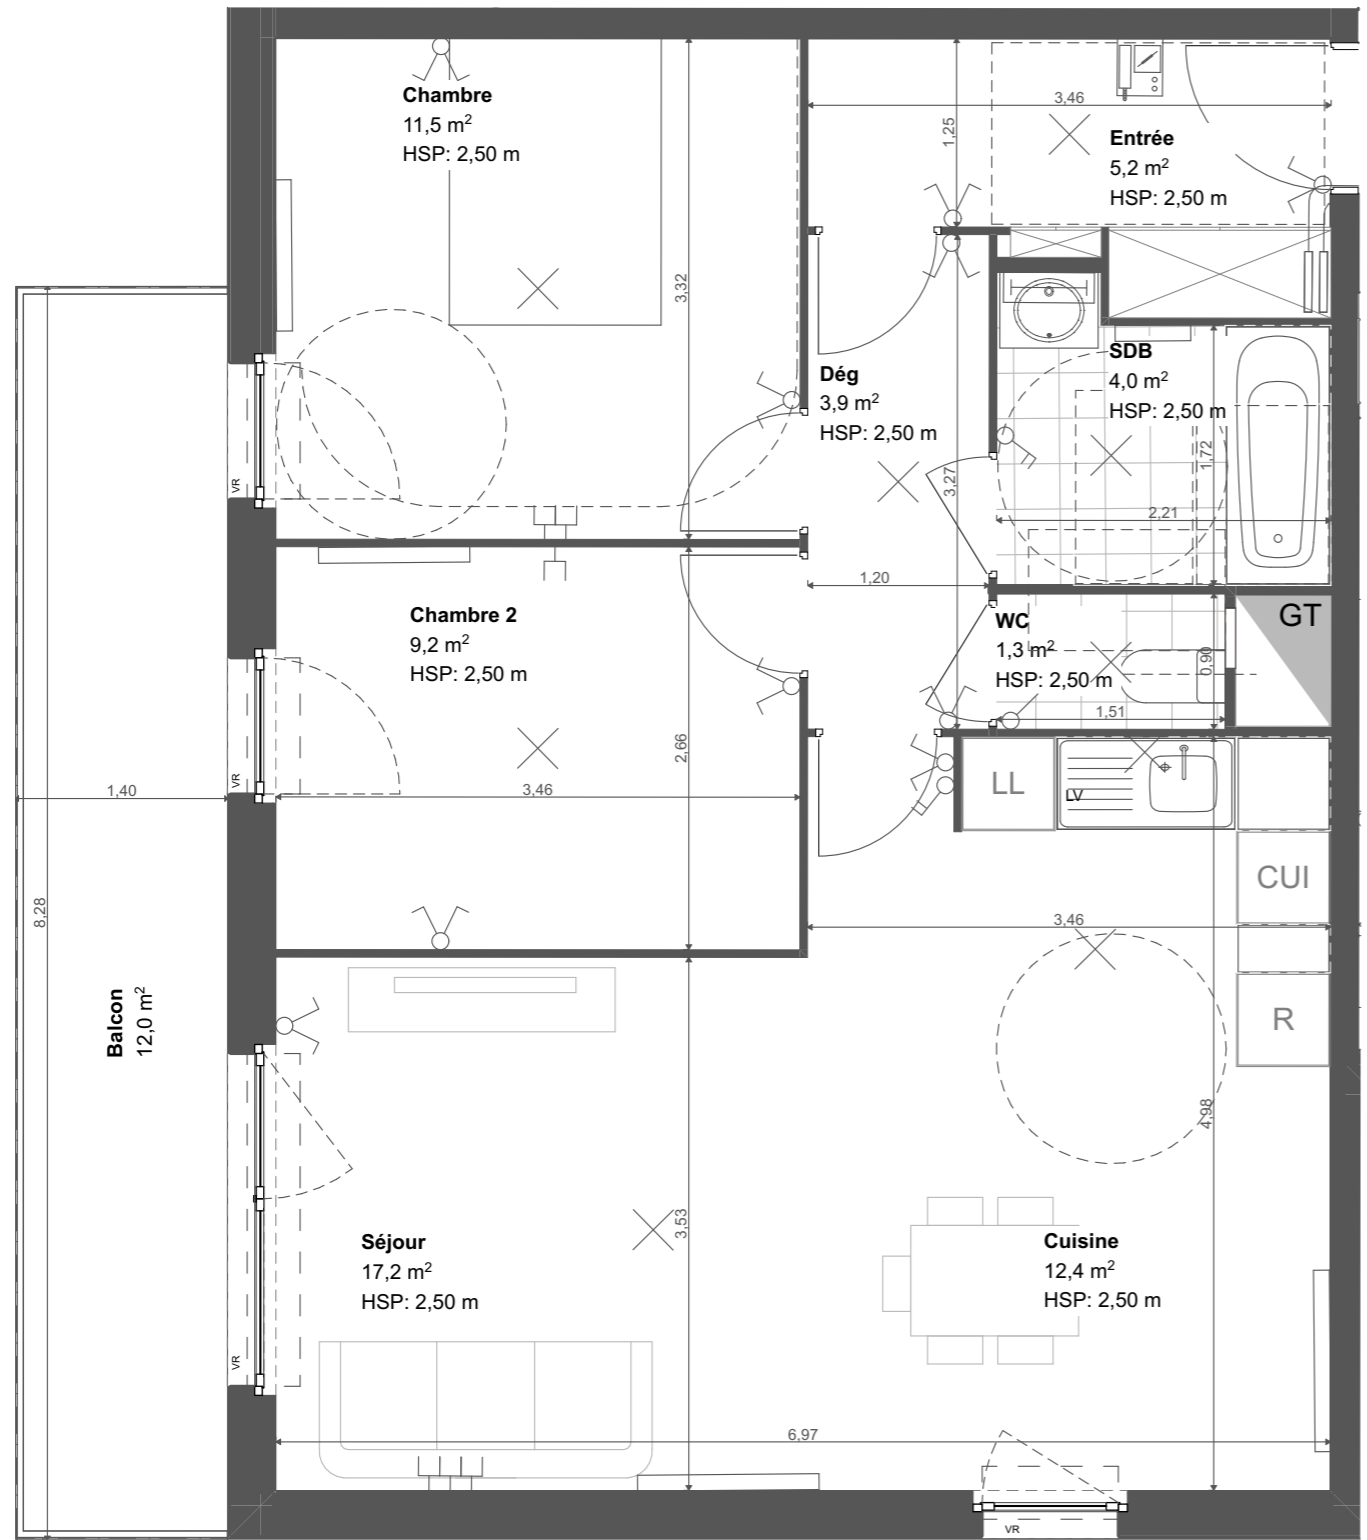 Chambre
11,5 m²
HSP: 2,50 m
3,32
3,46
1,25
Entrée
5,2 m²
HSP: 2,50 m
Dég
3,9 m²
HSP: 2,50 m
3,27
1,20
SDB
4,0 m²
HSP: 2,50 m
1,72
2,21
VR
Chambre 2
9,2 m²
HSP: 2,50 m
2,66
3,46
VR
WC
1,3 m²
HSP: 2,50 m
0,90
1,51
GT
LL
LV
CUI
R
3,46
4,98
1,40
8,28
Balcon
12,0 m²
Séjour
17,2 m²
HSP: 2,50 m
3,53
Cuisine
12,4 m²
HSP: 2,50 m
6,97
VR
VR